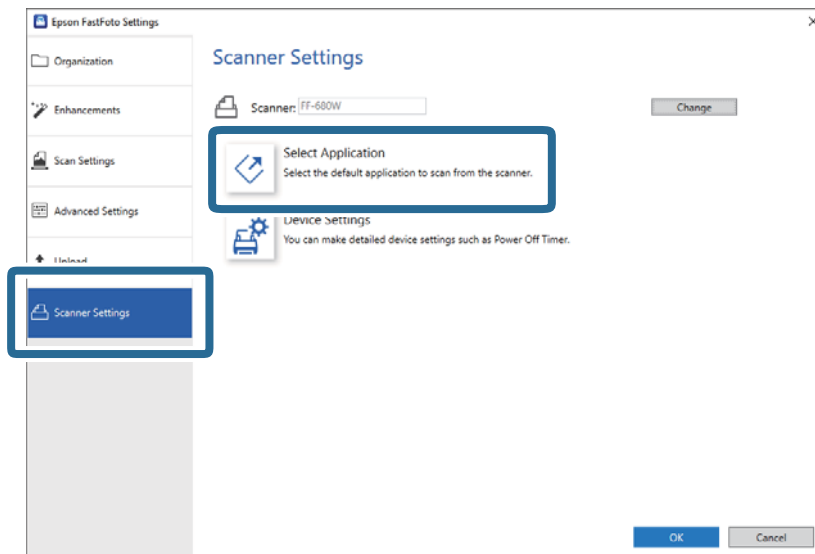 Epson FastFoto Settings
Organization
Enhancements
Scan Settings
Advanced Settings
Upload
Scanner Settings
Scanner Settings
Scanner: FF-680W
Change
Select Application
Select the default application to scan from the scanner.
Device Settings
You can make detailed device settings such as Power Off Timer.
OK
Cancel